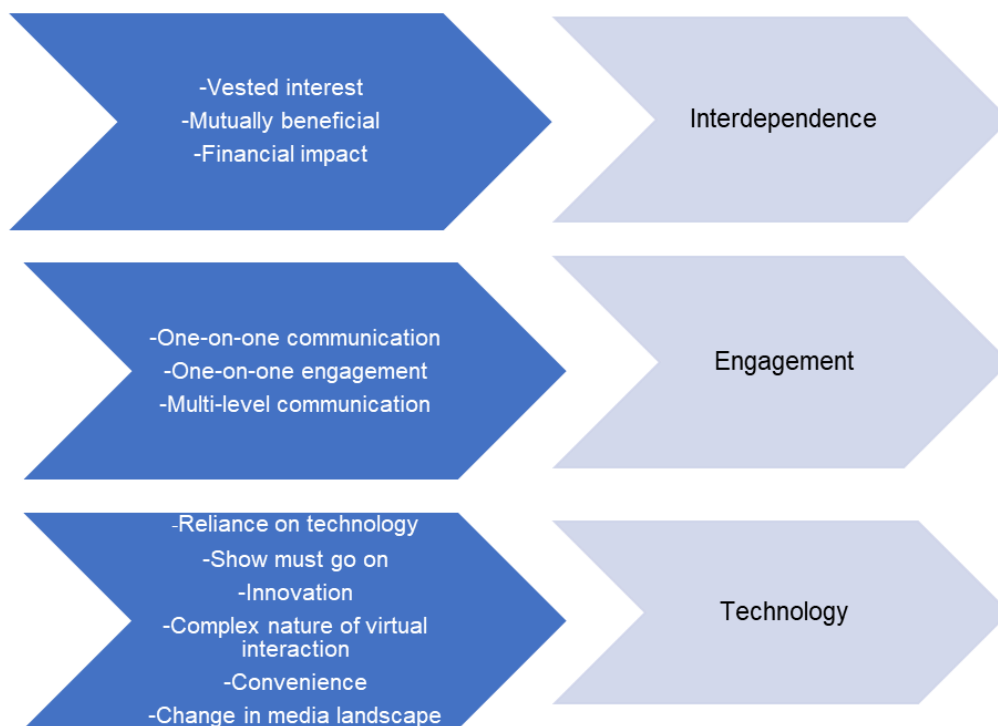 -Vested interest
-Mutually beneficial
-Financial impact
Interdependence
-One-on-one communication
-One-on-one engagement
-Multi-level communication
Engagement
-Reliance on technology
-Show must go on
-Innovation
-Complex nature of virtual
interaction
-Convenience
-Change in media landscape
Technology